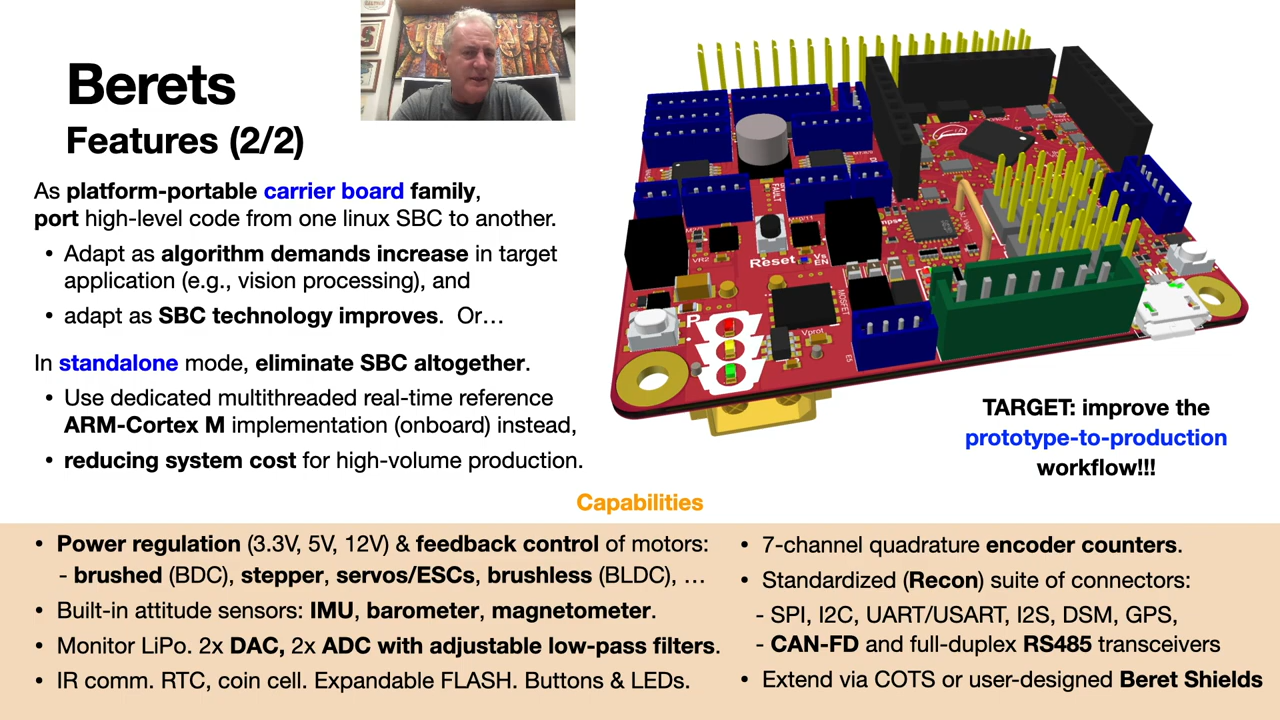 Berets
Features (2/2)
As platform-portable carrier board family,
port high-level code from one linux SBC to another.
• Adapt as algorithm demands increase in target
application (e.g., vision processing), and
• adapt as SBC technology improves. Or…
In standalone mode, eliminate SBC altogether.
• Use dedicated multithreaded real-time reference
ARM-Cortex M implementation (onboard) instead,
• reducing system cost for high-volume production.
FAULT
Reset
VR2
MOSFET
Vprot
E5
EN
TARGET: improve the
prototype-to-production
workflow!!!
Capabilities
• Power regulation (3.3V, 5V, 12V) & feedback control of motors:
- brushed (BDC), stepper, servos/ESCs, brushless (BLDC), …
• Built-in attitude sensors: IMU, barometer, magnetometer.
• Monitor LiPo. 2x DAC, 2x ADC with adjustable low-pass filters.
• IR comm. RTC, coin cell. Expandable FLASH. Buttons & LEDs.
• 7-channel quadrature encoder counters.
• Standardized (Recon) suite of connectors:
- SPI, I2C, UART/USART, I2S, DSM, GPS,
- CAN-FD and full-duplex RS485 transceivers
• Extend via COTS or user-designed Beret Shields